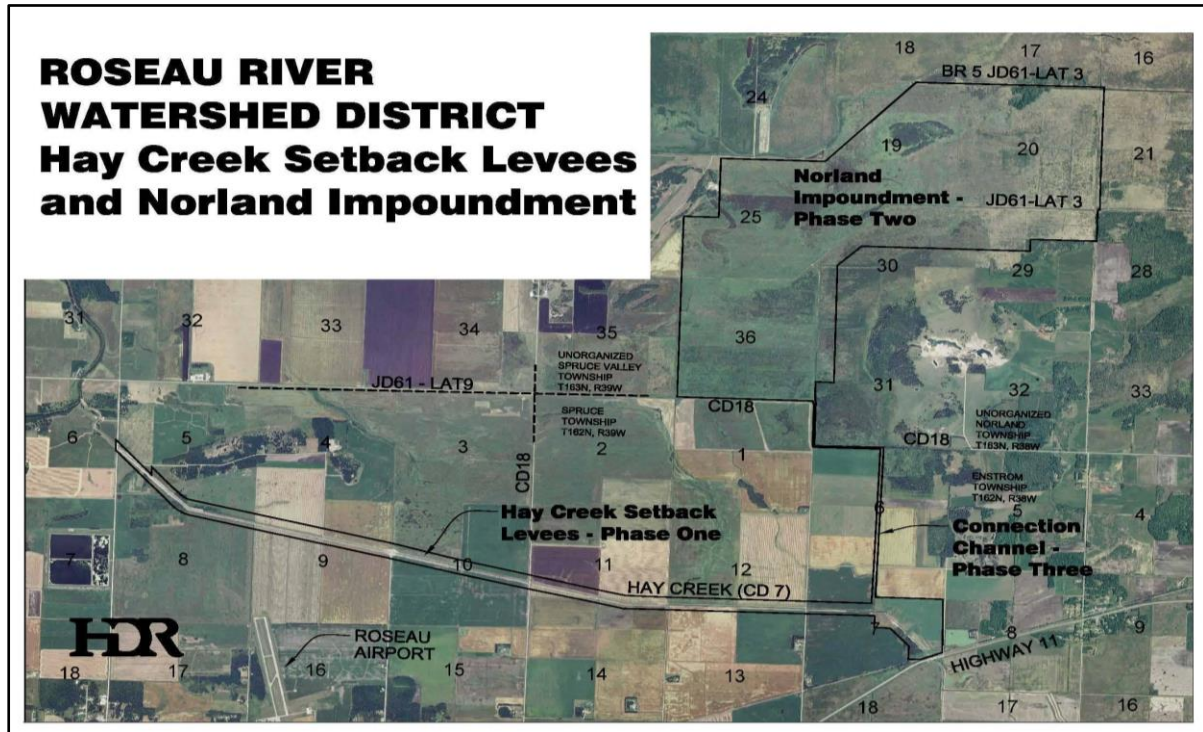 ROSEAU RIVER
WATERSHED DISTRICT
Hay Creek Setback Levees
and Norland Impoundment
18
17
16
BR 5 JD61-LAT 3
24
19
20
21
Norland
Impoundment -
Phase Two
25
JD61-LAT 3
30
29
28
31
32
33
34
35
36
UNORGANIZED
SPRUCE VALLEY
TOWNSHIP
T163N, R39W
31
32
33
JD61 - LAT9
CD18
SPRUCE
TOWNSHIP
T162N, R39W
UNORGANIZED
NORLAND
TOWNSHIP
T163N, R38W
CD18
6
5
4
3
CD18
2
1
ENSTROM
TOWNSHIP
T162N, R38W
6
5
4
Hay Creek Setback
Levees - Phase One
Connection
Channel -
Phase Three
7
8
9
10
11
12
HAY CREEK (CD 7)
7
8
9
HIGHWAY 11
HDR
ROSEAU
AIRPORT
18
17
16
15
14
13
18
17
16